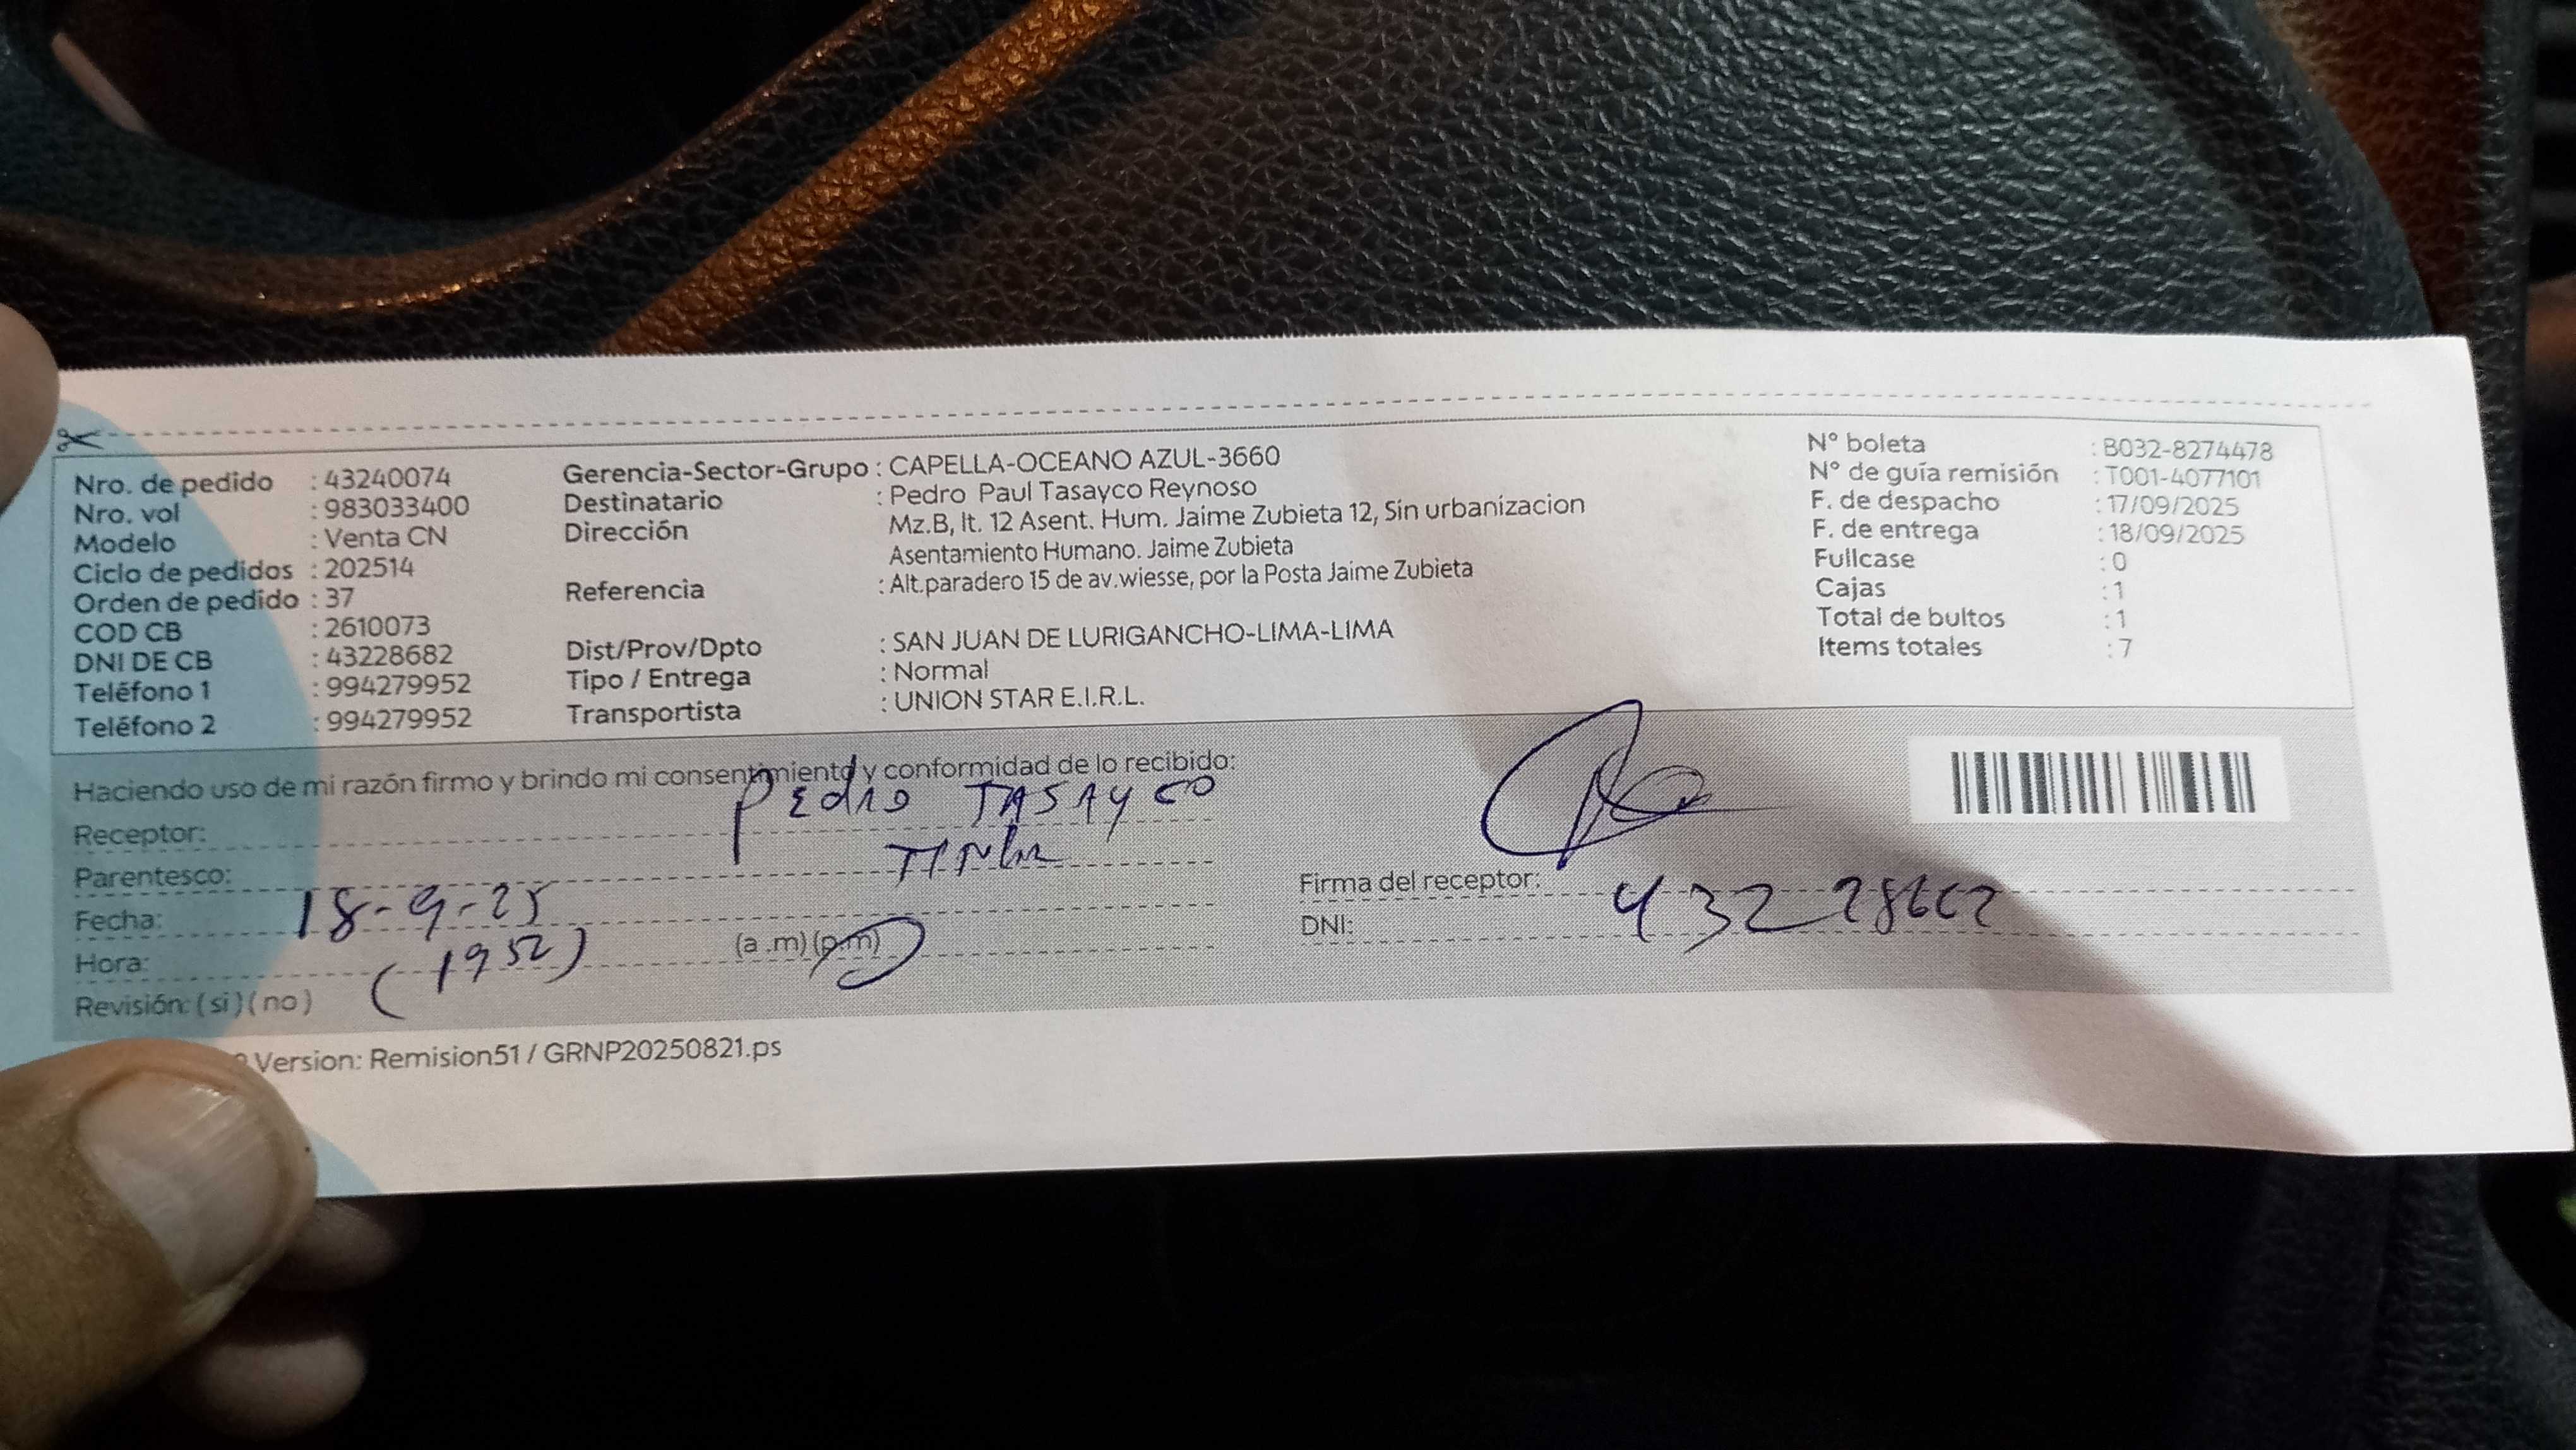 Nro. de pedido : 43240074
Nro. vol : 983033400
Modelo : Venta CN
Ciclo de pedidos : 202514
Orden de pedido : 37
COD CB : 2610073
DNI DE CB : 43228682
Teléfono 1 : 994279952
Teléfono 2 : 994279952
Gerencia-Sector-Grupo : CAPELLA-OCEANO AZUL-3660
Destinatario : Pedro Paul Tasayco Reynoso
Dirección Mz.B, lt. 12 Asent. Hum. Jaime Zubieta 12, Sin urbanizacion
Asentamiento Humano. Jaime Zubieta
Referencia : Alt.paradero 15 de av.wiesse, por la Posta Jaime Zubieta
Dist/Prov/Dpto : SAN JUAN DE LURIGANCHO-LIMA-LIMA
Tipo / Entrega : Normal
Transportista : UNION STAR E.I.R.L.
N° boleta : B032-8274478
N° de guía remisión : T001-4077101
F. de despacho : 17/09/2025
F. de entrega : 18/09/2025
Fullcase : 0
Cajas : 1
Total de bultos : 1
Items totales : 7
Haciendo uso de mi razón firmo y brindo mi consentimiento y conformidad de lo recibido:
Receptor: PEdro TASAYCO
Parentesco:
Fecha: 18-9-25
Hora: (1952) (a .m) (p.m)
Revisión: ( si ) ( no )
Firma del receptor:
DNI:
Version: Remision51 / GRNP20250821.ps